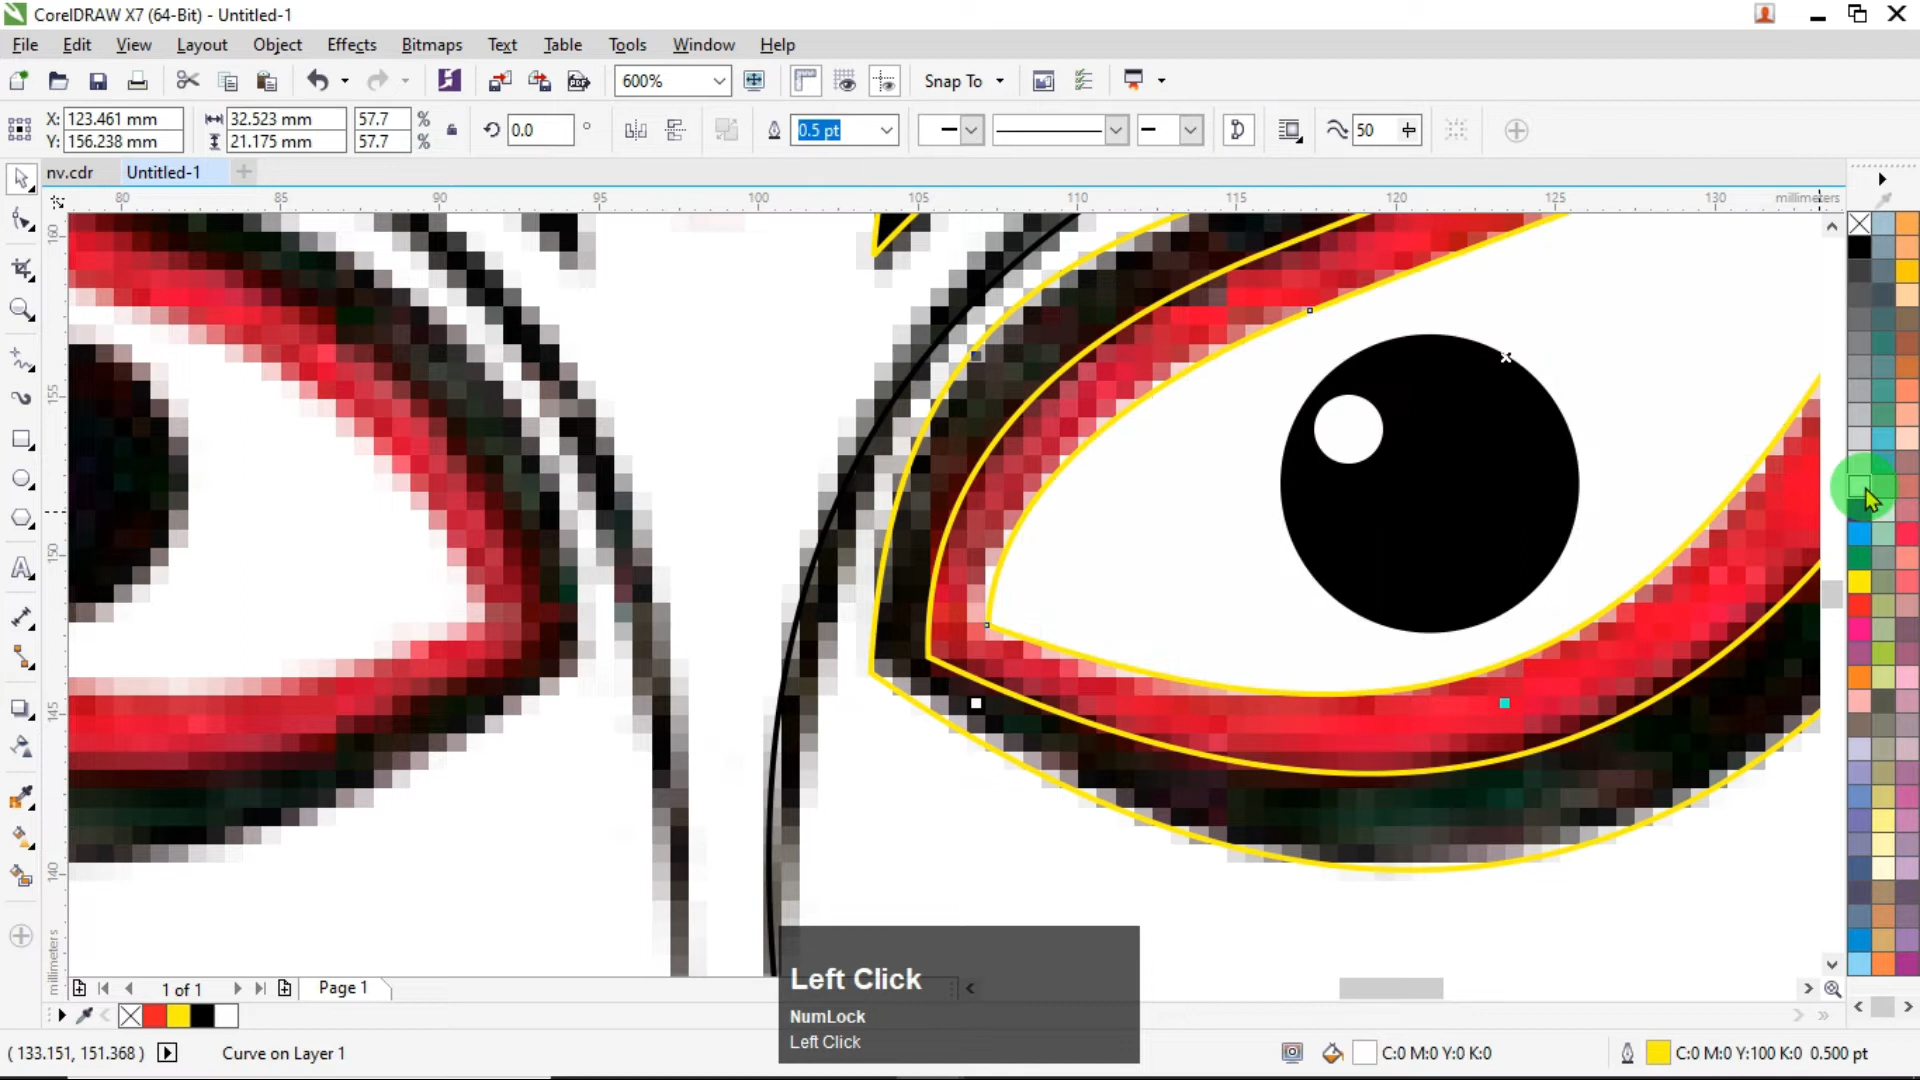 CorelDRAW X7 (64-Bit) - Untitled-1
File Edit View Layout Object Effects Bitmaps Text Table Tools Window Help
600% Snap To
X: 123.461 mm 32.523 mm 57.7 % 0.0 ° 0.5 pt 50
Y: 156.238 mm 21.175 mm 57.7 %
nv.cdr Untitled-1
80 85 90 95 100 105 110 115 120 125 130 millimeters
160
155
150
145
140
millimeters
1 of 1 Page 1
Left Click
NumLock
Left Click
( 133.151, 151.368 ) Curve on Layer 1 C:0 M:0 Y:0 K:0 C:0 M:0 Y:100 K:0 0.500 pt